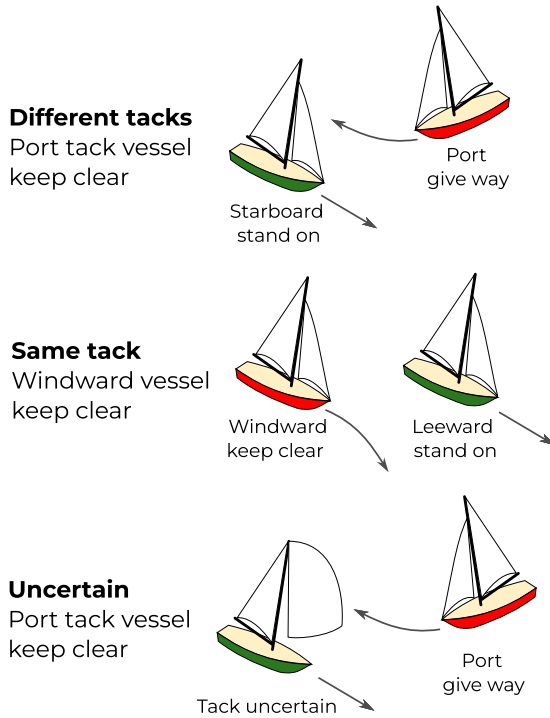 Different tacks
Port tack vessel
keep clear
Starboard
stand on
Port
give way
Same tack
Windward vessel
keep clear
Windward
keep clear
Leeward
stand on
Uncertain
Port tack vessel
keep clear
Tack uncertain
Port
give way